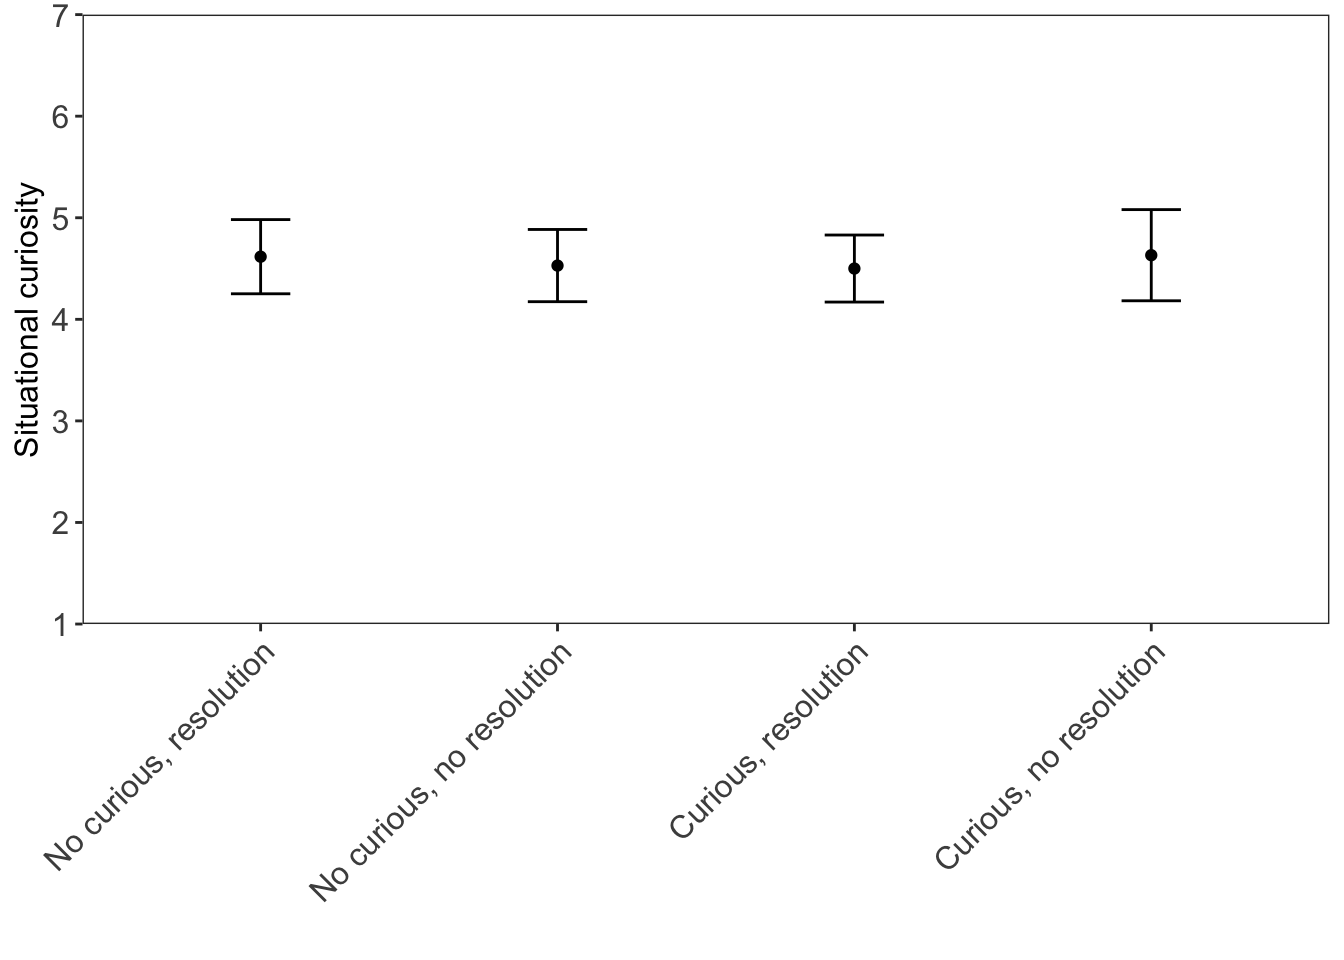 Situational curiosity
7
6
5
4
3
2
1
No curious, resolution
No curious, no resolution
Curious, resolution
Curious, no resolution